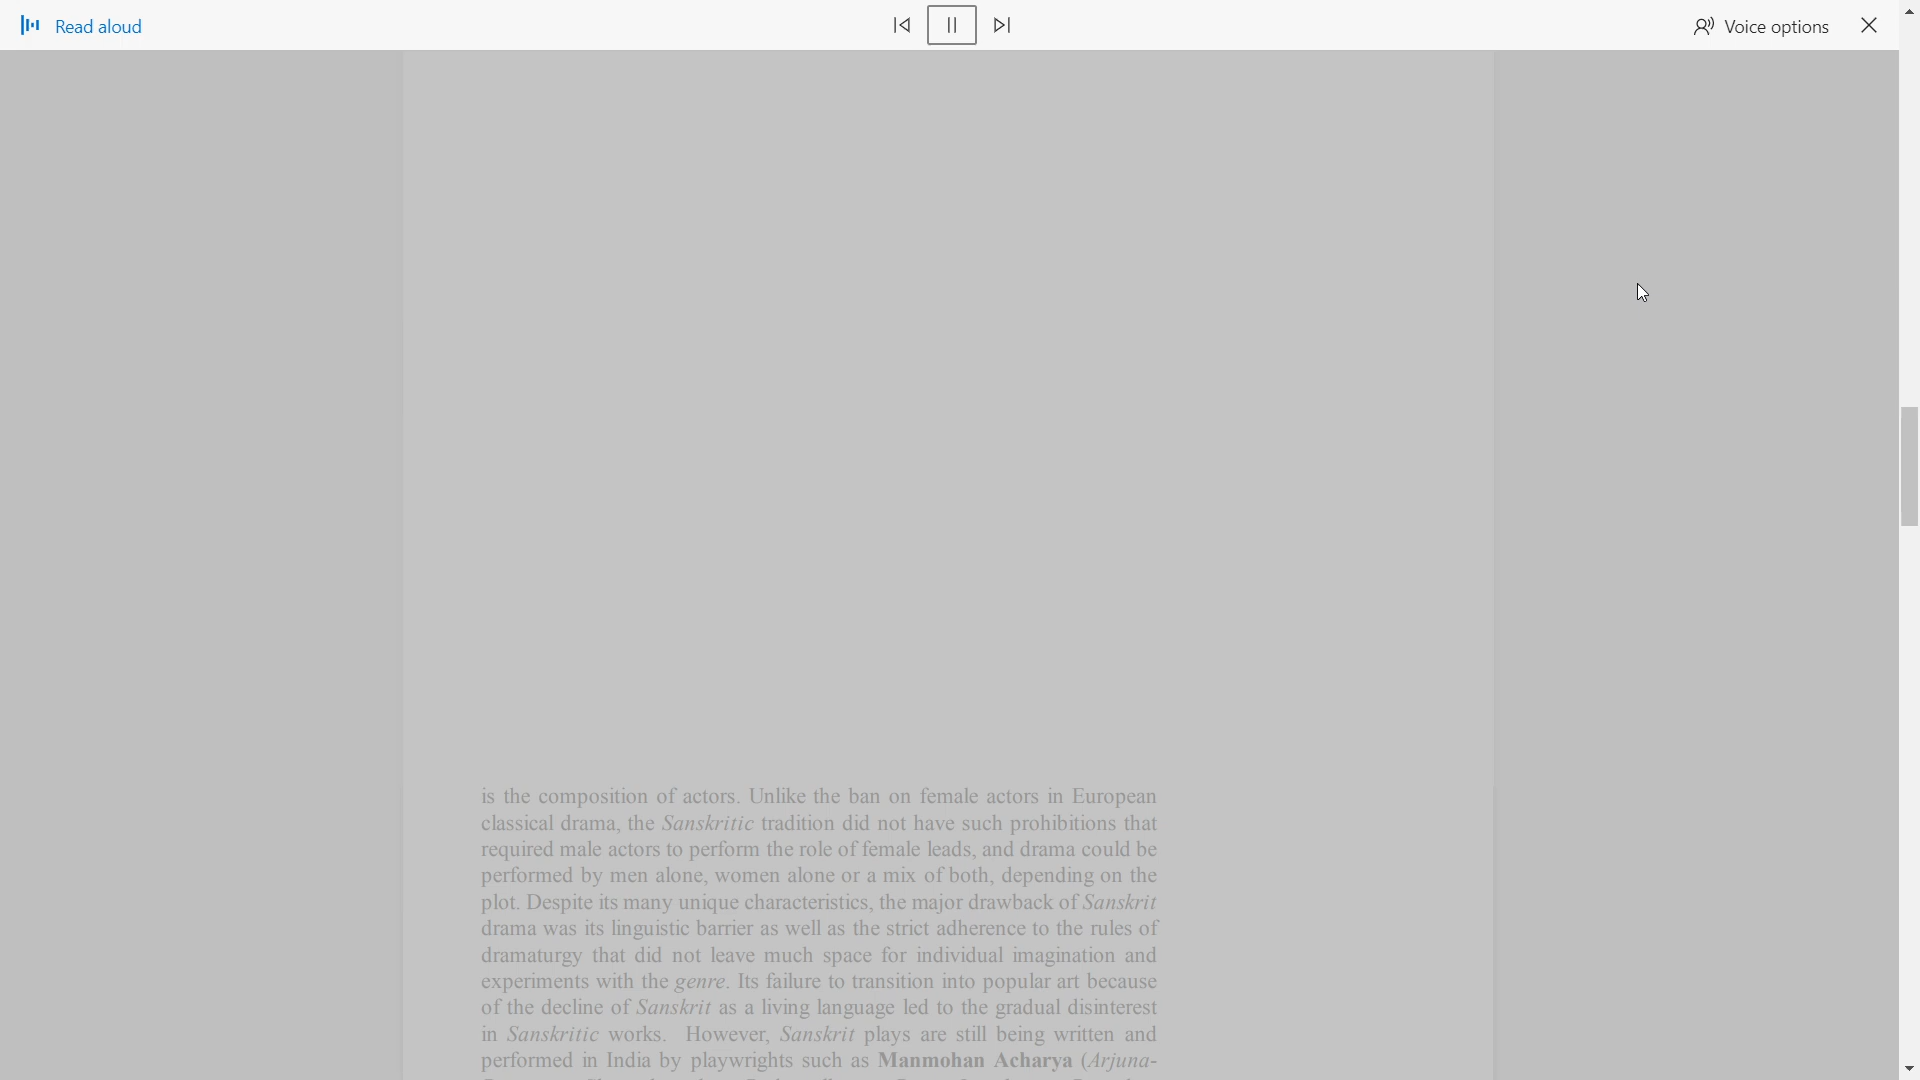 Read aloud
Voice options
is the composition of actors. Unlike the ban on female actors in European
classical drama, the Sanskritic tradition did not have such prohibitions that
required male actors to perform the role of female leads, and drama could be
performed by men alone, women alone or a mix of both, depending on the
plot. Despite its many unique characteristics, the major drawback of Sanskrit
drama was its linguistic barrier as well as the strict adherence to the rules of
dramaturgy that did not leave much space for individual imagination and
experiments with the genre. Its failure to transition into popular art because
of the decline of Sanskrit as a living language led to the gradual disinterest
in Sanskritic works. However, Sanskrit plays are still being written and
performed in India by playwrights such as Manmohan Acharya (Arjuna-